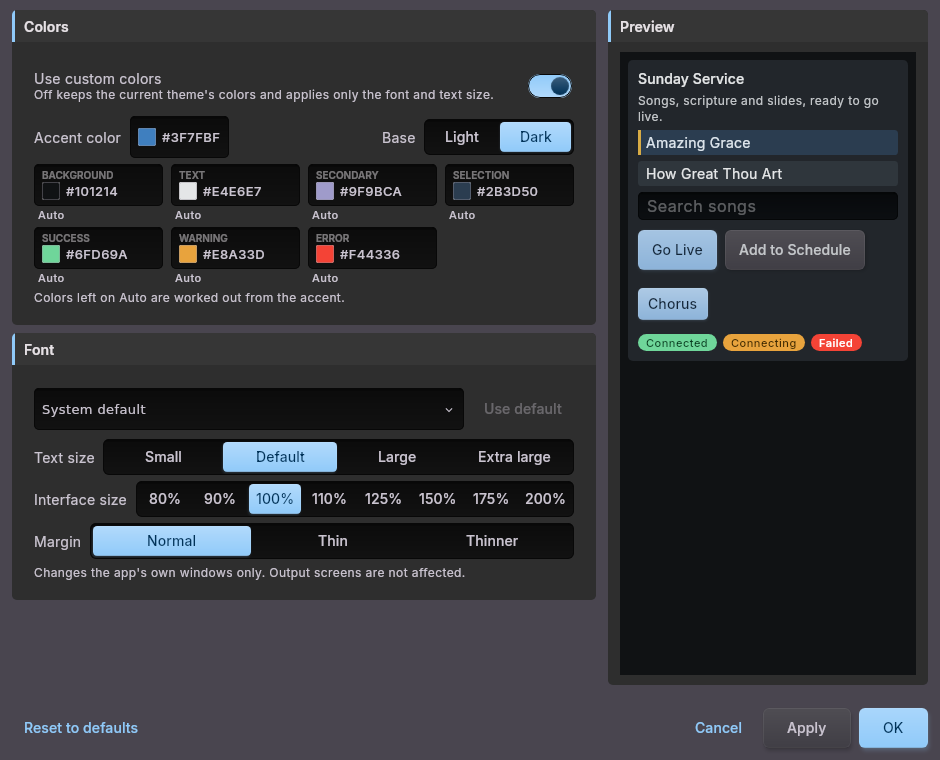 Colors
Use custom colors
Off keeps the current theme's colors and applies only the font and text size.
Accent color #3F7FBF Base Light Dark
BACKGROUND TEXT SECONDARY SELECTION
#101214 #E4E6E7 #9F9BCA #2B3D50
Auto Auto Auto Auto
SUCCESS WARNING ERROR
#6FD69A #E8A33D #F44336
Auto Auto Auto
Colors left on Auto are worked out from the accent.
Font
System default Use default
Text size Small Default Large Extra large
Interface size 80% 90% 100% 110% 125% 150% 175% 200%
Margin Normal Thin Thinner
Changes the app's own windows only. Output screens are not affected.
Preview
Sunday Service
Songs, scripture and slides, ready to go
live.
Amazing Grace
How Great Thou Art
Search songs
Go Live Add to Schedule
Chorus
Connected Connecting Failed
Reset to defaults Cancel Apply OK